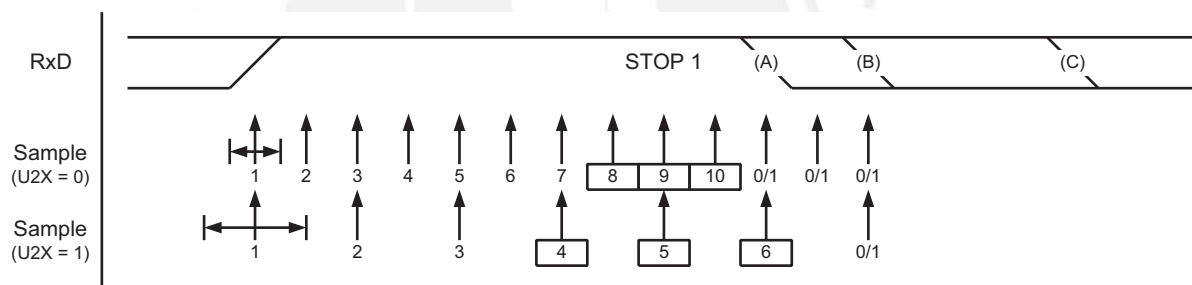 RxD STOP 1 (A) (B) (C)
Sample
(U2X = 0)
1 2 3 4 5 6 7 8 9 10 0/1 0/1 0/1
Sample
(U2X = 1)
1 2 3 4 5 6 0/1